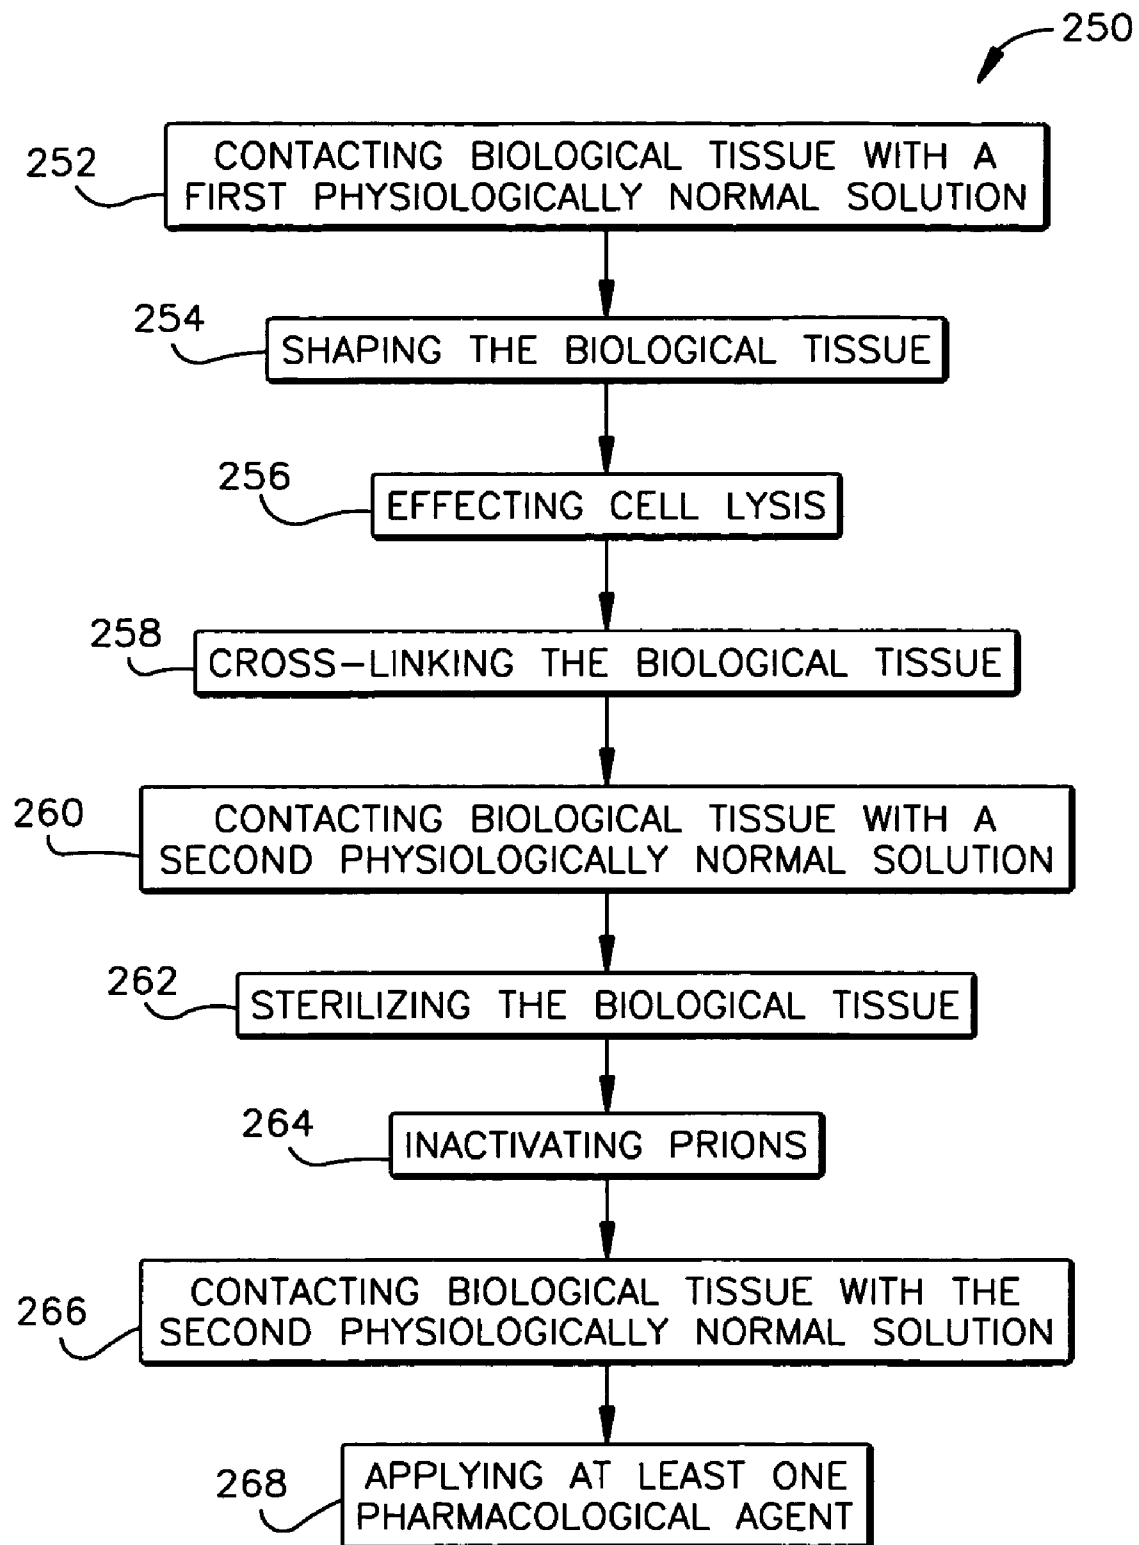 250
252
CONTACTING BIOLOGICAL TISSUE WITH A
FIRST PHYSIOLOGICALLY NORMAL SOLUTION
254
SHAPING THE BIOLOGICAL TISSUE
256
EFFECTING CELL LYSIS
258
CROSS-LINKING THE BIOLOGICAL TISSUE
260
CONTACTING BIOLOGICAL TISSUE WITH A
SECOND PHYSIOLOGICALLY NORMAL SOLUTION
262
STERILIZING THE BIOLOGICAL TISSUE
264
INACTIVATING PRIONS
266
CONTACTING BIOLOGICAL TISSUE WITH THE
SECOND PHYSIOLOGICALLY NORMAL SOLUTION
268
APPLYING AT LEAST ONE
PHARMACOLOGICAL AGENT